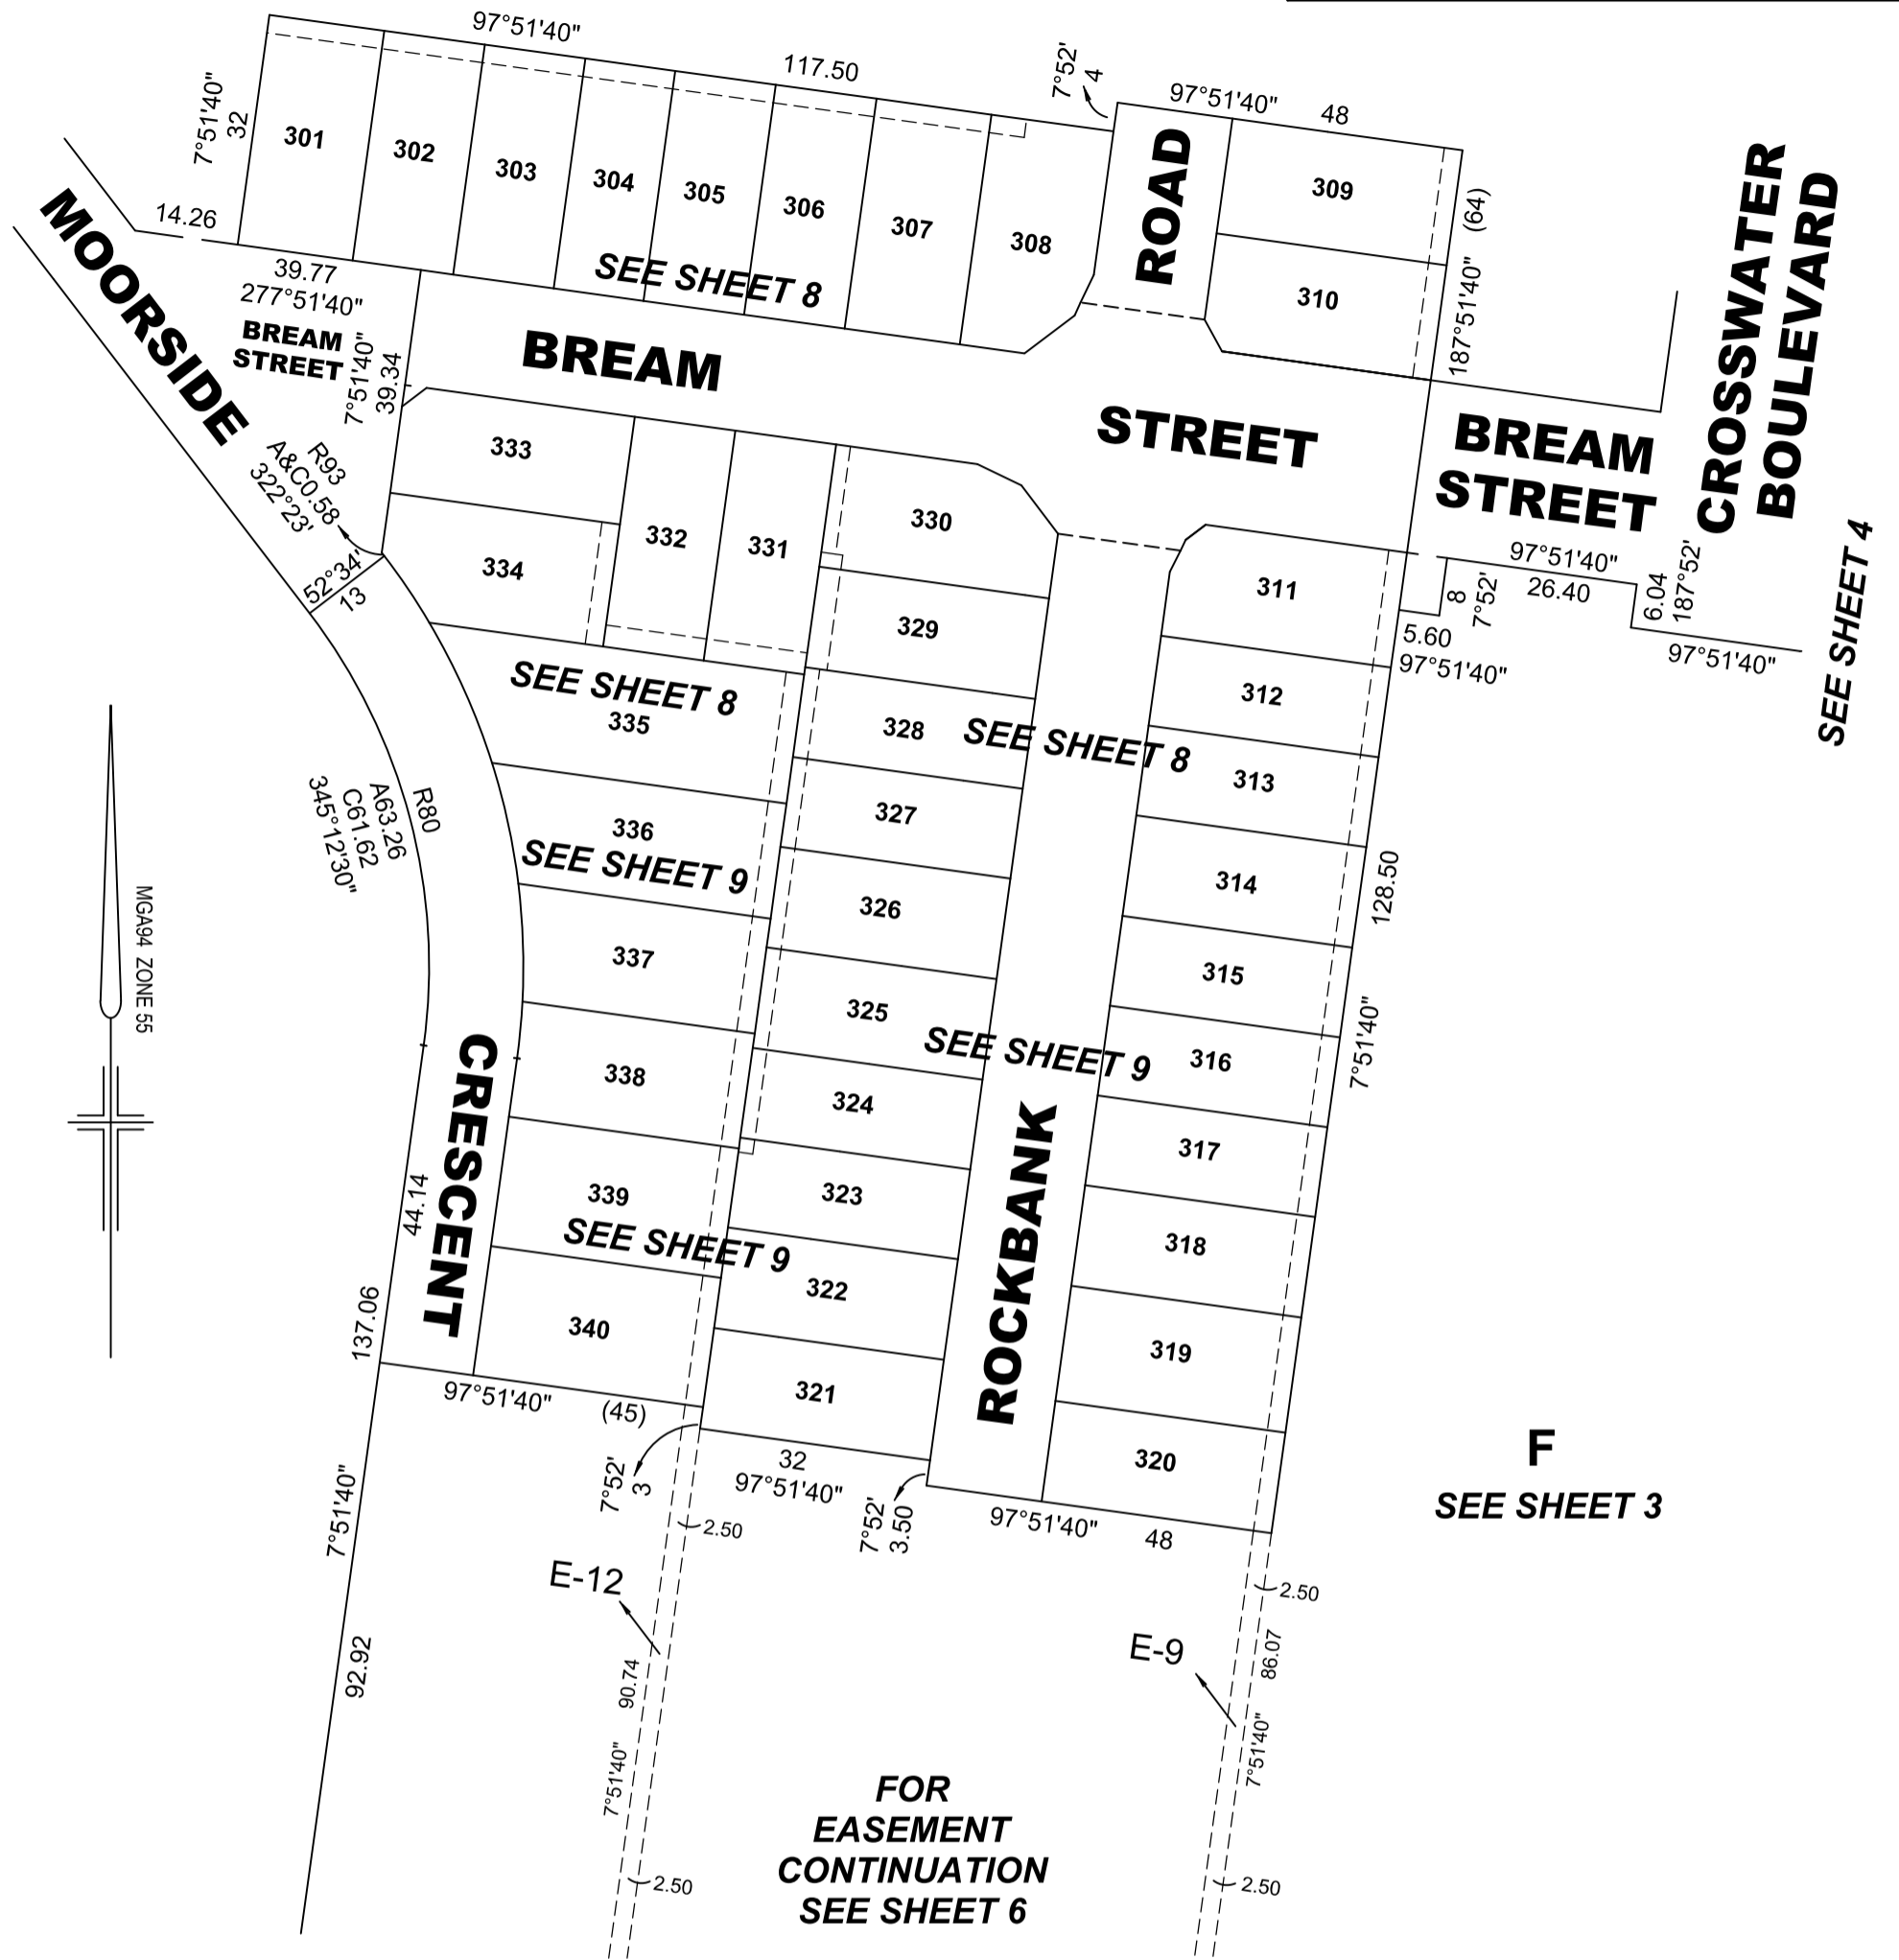 97°51'40"
117.50
7°52'
4
97°51'40"
48
7°51'40"
32
301
302
303
304
305
306
307
308
ROAD
309
310
(64)
187°51'40"
CROSSWATER
BOULEVARD
MOORSIDE
14.26
39.77
277°51'40"
SEE SHEET 8
BREAM
STREET
7°51'40"
39.34
BREAM
STREET
BREAM
STREET
R93
A&C0.58
322°23'
52°34'
13
333
334
332
331
330
329
311
97°51'40"
26.40
8
7°52'
6.04
187°52'
5.60
97°51'40"
97°51'40"
SEE SHEET 4
SEE SHEET 8
335
328
SEE SHEET 8
312
313
327
R80
A63.26
C61.62
345°12'30"
336
SEE SHEET 9
326
314
128.50
MGA94 ZONE 55
337
325
315
7°51'40"
SEE SHEET 9
316
338
324
CRESCENT
317
44.14
339
323
SEE SHEET 9
ROCKBANK
318
322
137.06
340
319
321
97°51'40"
(45)
320
F
SEE SHEET 3
7°52'
3
32
97°51'40"
7°52'
3.50
97°51'40"
48
7°51'40"
2.50
E-12
2.50
E-9
92.92
90.74
86.07
7°51'40"
7°51'40"
FOR
EASEMENT
CONTINUATION
SEE SHEET 6
2.50
2.50